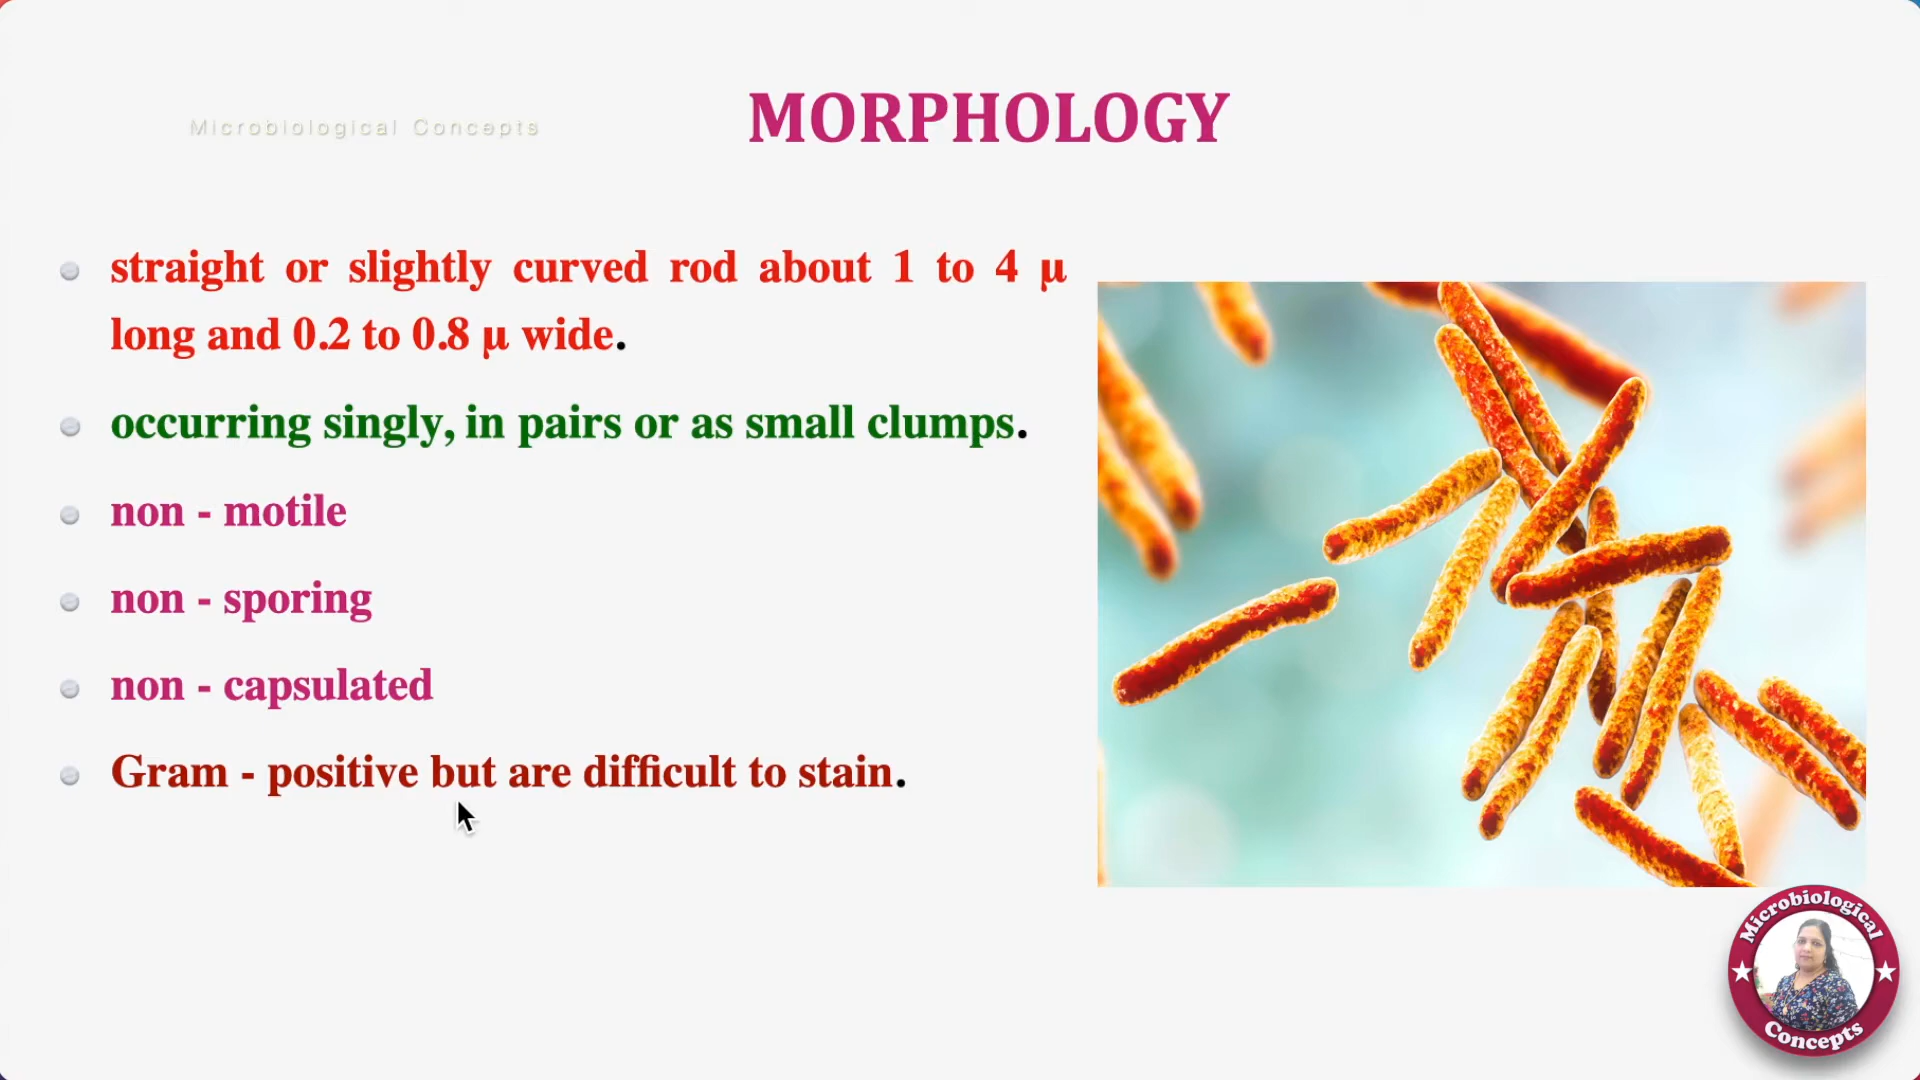 Microbiological Concepts
MORPHOLOGY
straight or slightly curved rod about 1 to 4 µ
long and 0.2 to 0.8 µ wide.
occurring singly, in pairs or as small clumps.
non - motile
non - sporing
non - capsulated
Gram - positive but are difficult to stain.
Microbiological
Concepts